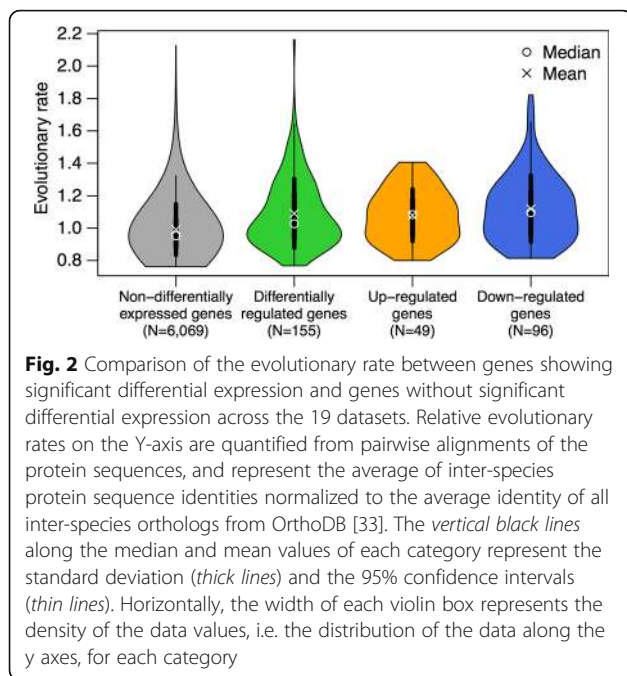 2.2
2.0
1.8
1.6
1.4
1.2
1.0
0.8
Evolutionary rate
Median
Mean
Non-differentially expressed genes (N=6,069)
Differentially regulated genes (N=155)
Up-regulated genes (N=49)
Down-regulated genes (N=96)
Fig. 2 Comparison of the evolutionary rate between genes showing
significant differential expression and genes without significant
differential expression across the 19 datasets. Relative evolutionary
rates on the Y-axis are quantified from pairwise alignments of the
protein sequences, and represent the average of inter-species
protein sequence identities normalized to the average identity of all
inter-species orthologs from OrthoDB [33]. The vertical black lines
along the median and mean values of each category represent the
standard deviation (thick lines) and the 95% confidence intervals
(thin lines). Horizontally, the width of each violin box represents the
density of the data values, i.e. the distribution of the data along the
y axes, for each category